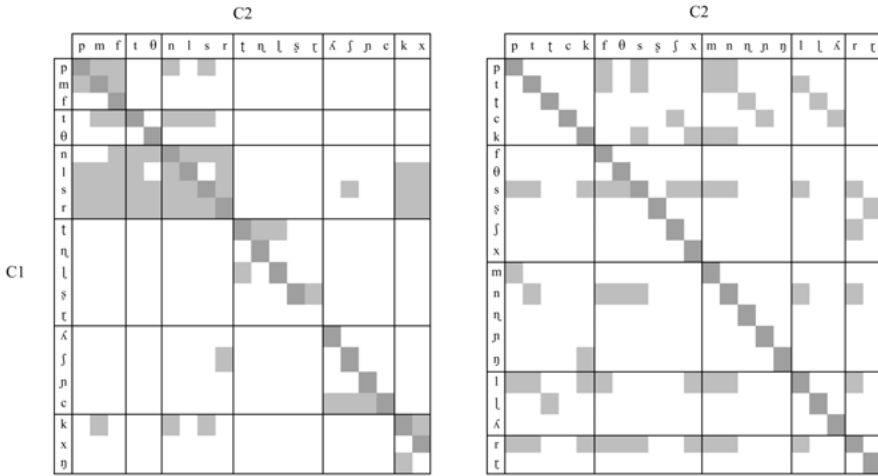 C2
p m f t θ n l s r ʈ ɳ ɭ ʂ ɽ ʎ ʃ ɲ c k x
C1
p
m
f
t
θ
n
l
s
r
ʈ
ɳ
ɭ
ʂ
ɽ
ʎ
ʃ
ɲ
c
k
x
ŋ
C2
p t ʈ c k f θ s ʂ ʃ x m n ɳ ɲ ŋ l ɭ ʎ r ɽ
p
t
ʈ
c
k
f
θ
s
ʂ
ʃ
x
m
n
ɳ
ɲ
ŋ
l
ɭ
ʎ
r
ɽ